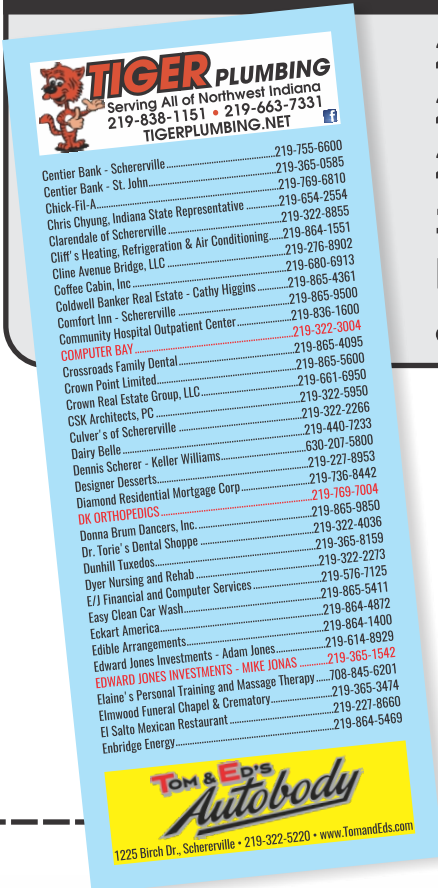 TIGER PLUMBING
Serving All of Northwest Indiana
219-838-1151 • 219-663-7331
TIGERPLUMBING.NET f
Centier Bank - Schererville ........ 219-755-6600
Centier Bank - St. John ........ 219-365-0585
Chick-Fil-A ........ 219-769-6810
Chris Chyung, Indiana State Representative ........ 219-654-2554
Clarendale of Schererville ........ 219-322-8855
Cliff's Heating, Refrigeration & Air Conditioning ........ 219-864-1551
Cline Avenue Bridge, LLC ........ 219-276-8902
Coffee Cabin, Inc ........ 219-680-6913
Coldwell Banker Real Estate - Cathy Higgins ........ 219-865-4361
Comfort Inn - Schererville ........ 219-865-9500
Community Hospital Outpatient Center ........ 219-836-1600
COMPUTER BAY ........ 219-322-3004
Crossroads Family Dental ........ 219-865-4095
Crown Point Limited ........ 219-865-5600
Crown Real Estate Group, LLC ........ 219-661-6950
CSK Architects, PC ........ 219-322-5950
Culver's of Schererville ........ 219-322-2266
Dairy Belle ........ 219-440-7233
Dennis Scherer - Keller Williams ........ 630-207-5800
Designer Desserts ........ 219-227-8953
Diamond Residential Mortgage Corp ........ 219-736-8442
DK ORTHOPEDICS ........ 219-769-7004
Donna Brum Dancers, Inc. ........ 219-865-9850
Dr. Torie's Dental Shoppe ........ 219-322-4036
Dunhill Tuxedos ........ 219-365-8159
Dyer Nursing and Rehab ........ 219-322-2273
E/J Financial and Computer Services ........ 219-576-7125
Easy Clean Car Wash ........ 219-865-5411
Eckart America ........ 219-864-4872
Edible Arrangements ........ 219-864-1400
Edward Jones Investments - Adam Jones ........ 219-614-8929
EDWARD JONES INVESTMENTS - MIKE JONAS ........ 219-365-1542
Elaine's Personal Training and Massage Therapy ........ 708-845-6201
Elmwood Funeral Chapel & Crematory ........ 219-365-3474
El Salto Mexican Restaurant ........ 219-227-8660
Enbridge Energy ........ 219-864-5469
TOM & ED'S
Autobody
1225 Birch Dr., Schererville • 219-322-5220 • www.TomandEds.com